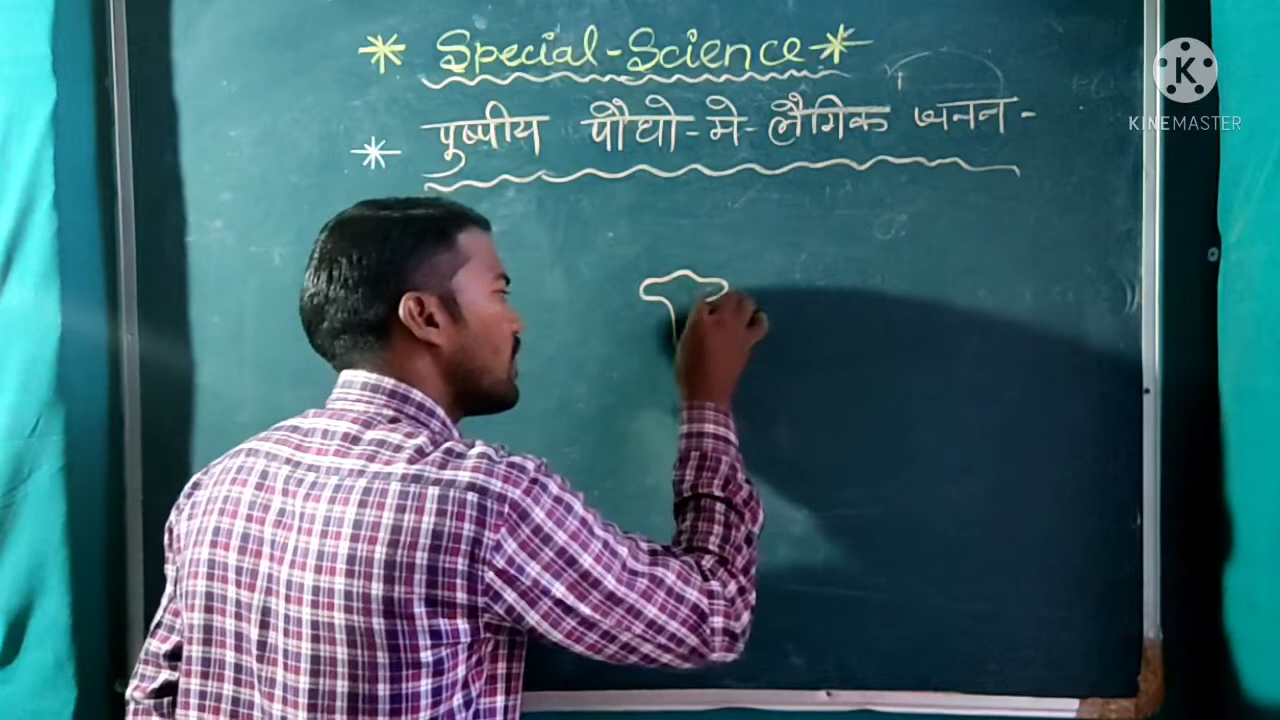 * Special-Science *
* पुष्पीय पौधो-मे-लैगिक जनन-
K
KINEMASTER